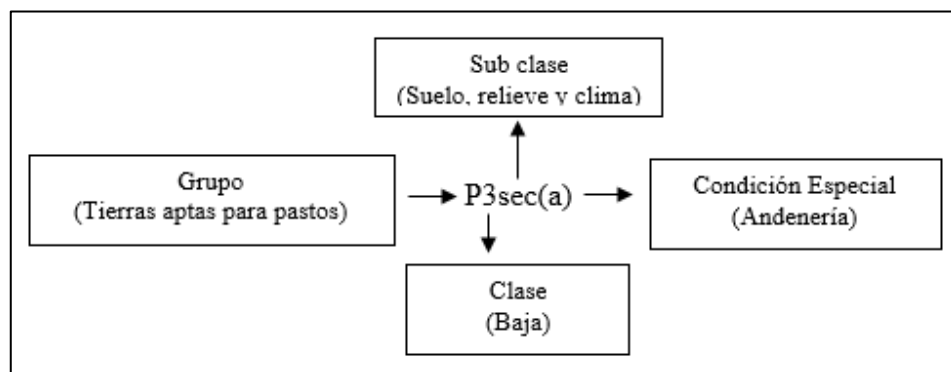 Sub clase
(Suelo, relieve y clima)
Grupo
(Tierras aptas para pastos)
P3sec(a)
Condición Especial
(Andenería)
Clase
(Baja)